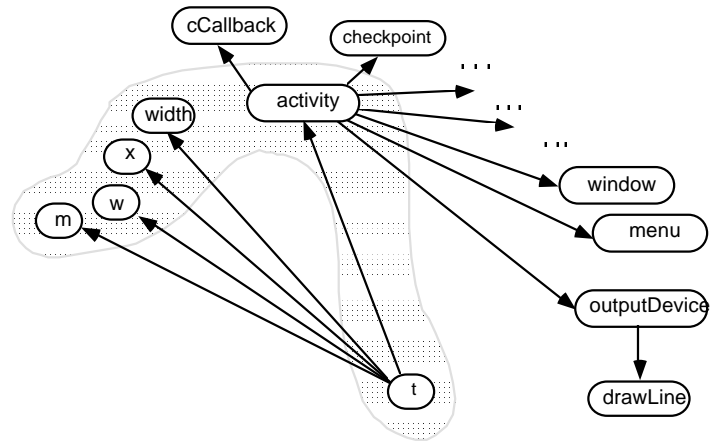 cCallback
checkpoint
...
activity
...
width
...
x
window
w
m
menu
outputDevice
t
drawLine